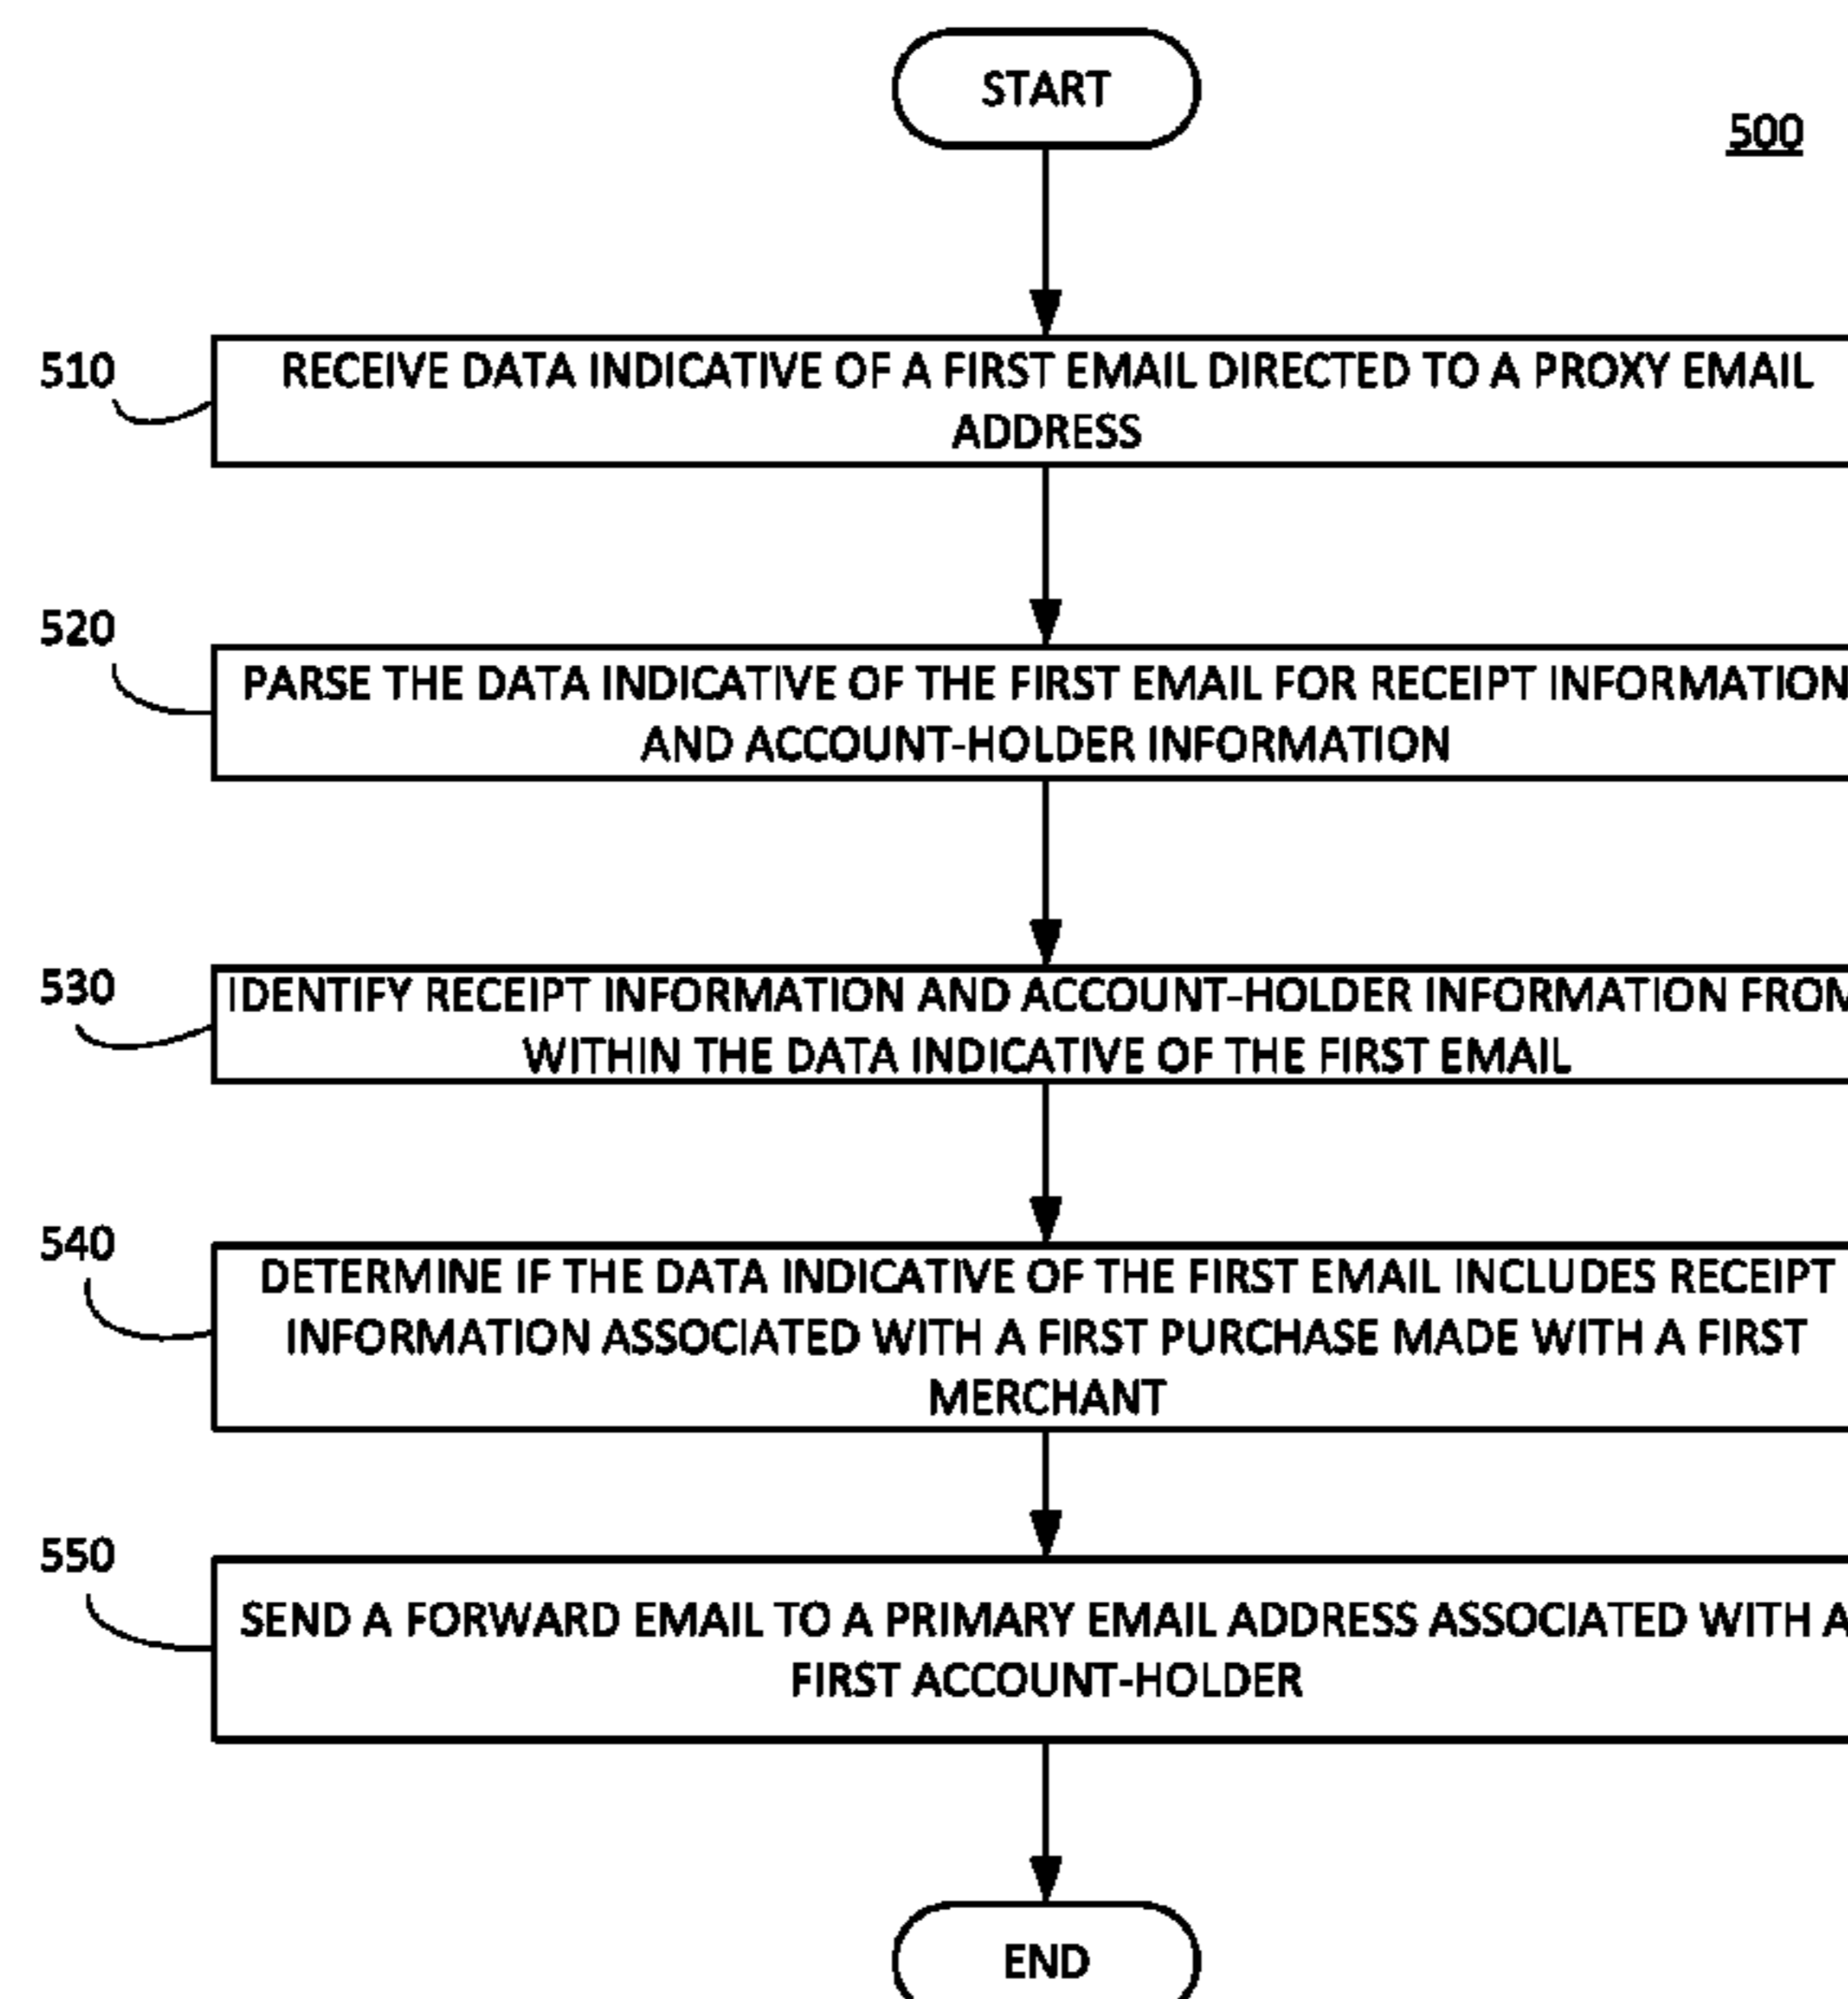 START
500
510
RECEIVE DATA INDICATIVE OF A FIRST EMAIL DIRECTED TO A PROXY EMAIL
ADDRESS
520
PARSE THE DATA INDICATIVE OF THE FIRST EMAIL FOR RECEIPT INFORMATION
AND ACCOUNT-HOLDER INFORMATION
530
IDENTIFY RECEIPT INFORMATION AND ACCOUNT-HOLDER INFORMATION FROM
WITHIN THE DATA INDICATIVE OF THE FIRST EMAIL
540
DETERMINE IF THE DATA INDICATIVE OF THE FIRST EMAIL INCLUDES RECEIPT
INFORMATION ASSOCIATED WITH A FIRST PURCHASE MADE WITH A FIRST
MERCHANT
550
SEND A FORWARD EMAIL TO A PRIMARY EMAIL ADDRESS ASSOCIATED WITH A
FIRST ACCOUNT-HOLDER
END